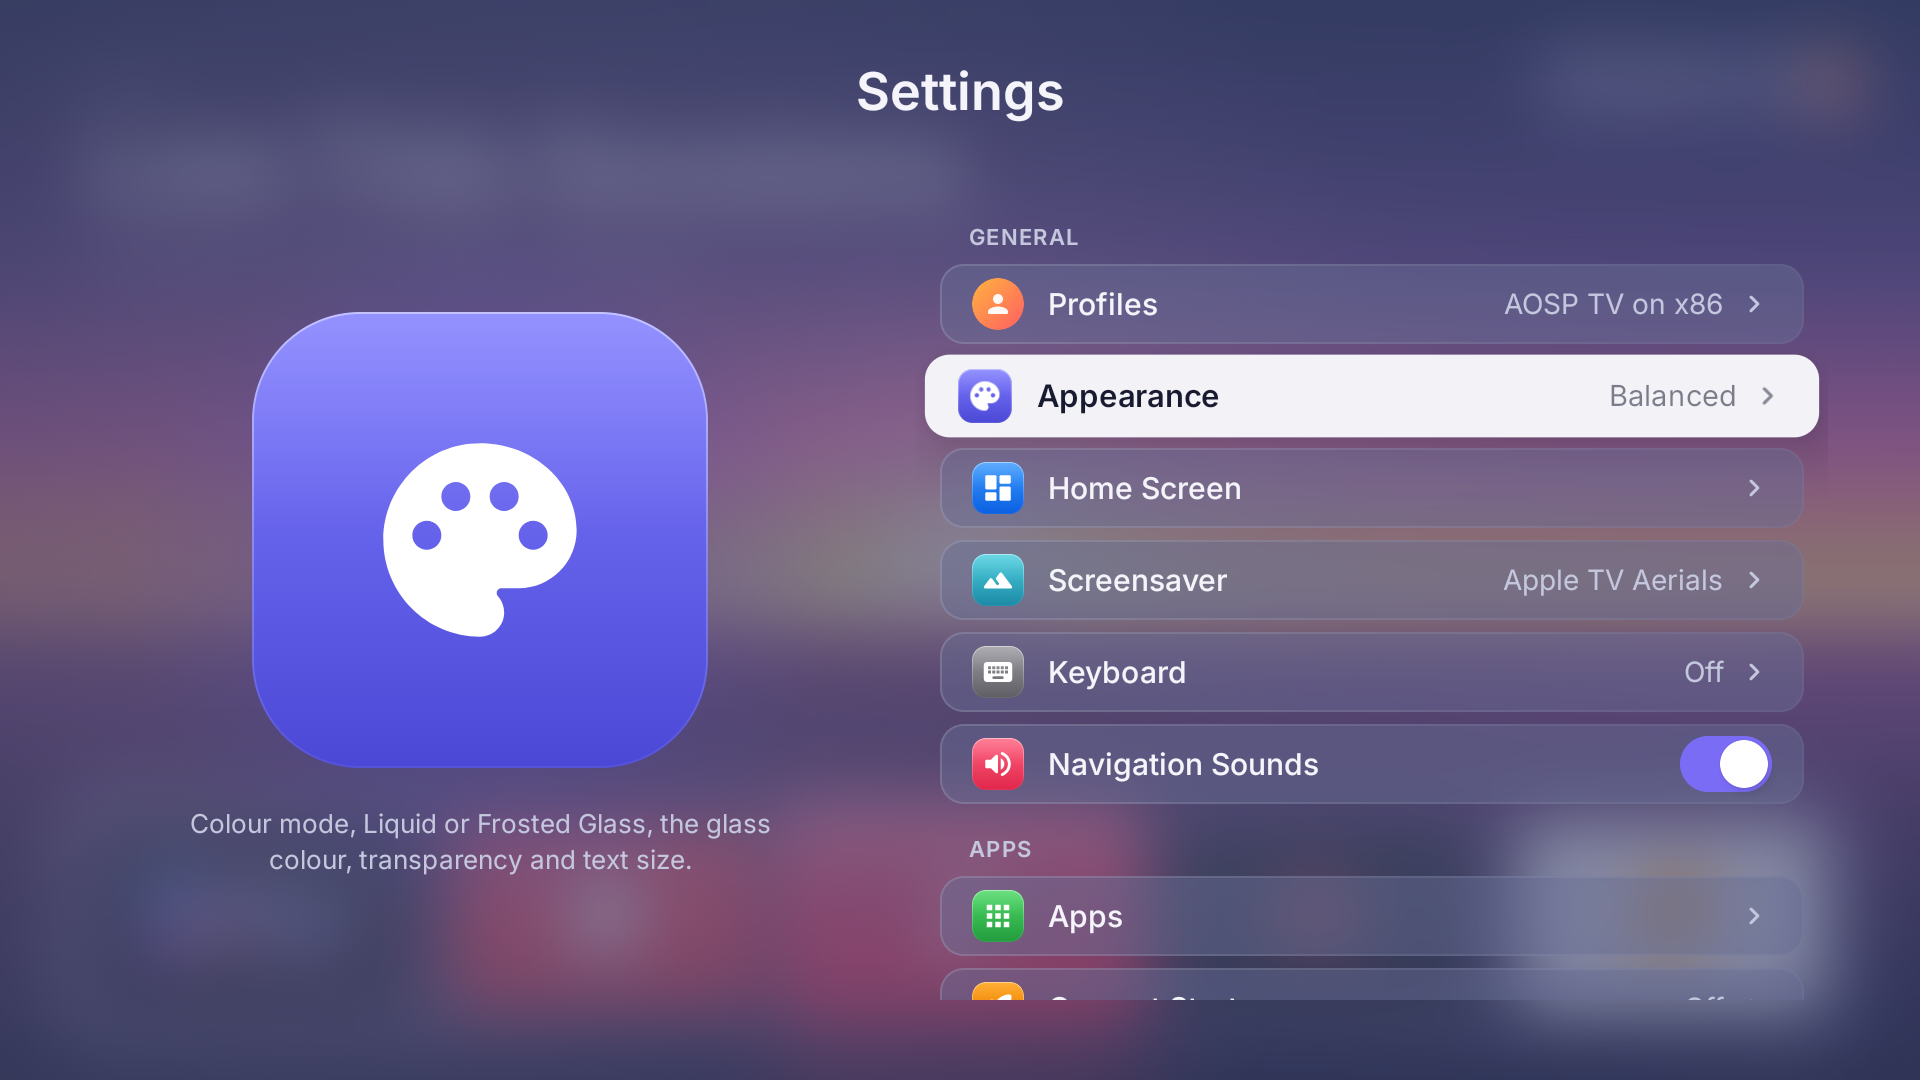 Settings
GENERAL
Profiles
AOSP TV on x86
Appearance
Balanced
Home Screen
Screensaver
Apple TV Aerials
Keyboard
Off
Navigation Sounds
Colour mode, Liquid or Frosted Glass, the glass
colour, transparency and text size.
APPS
Apps